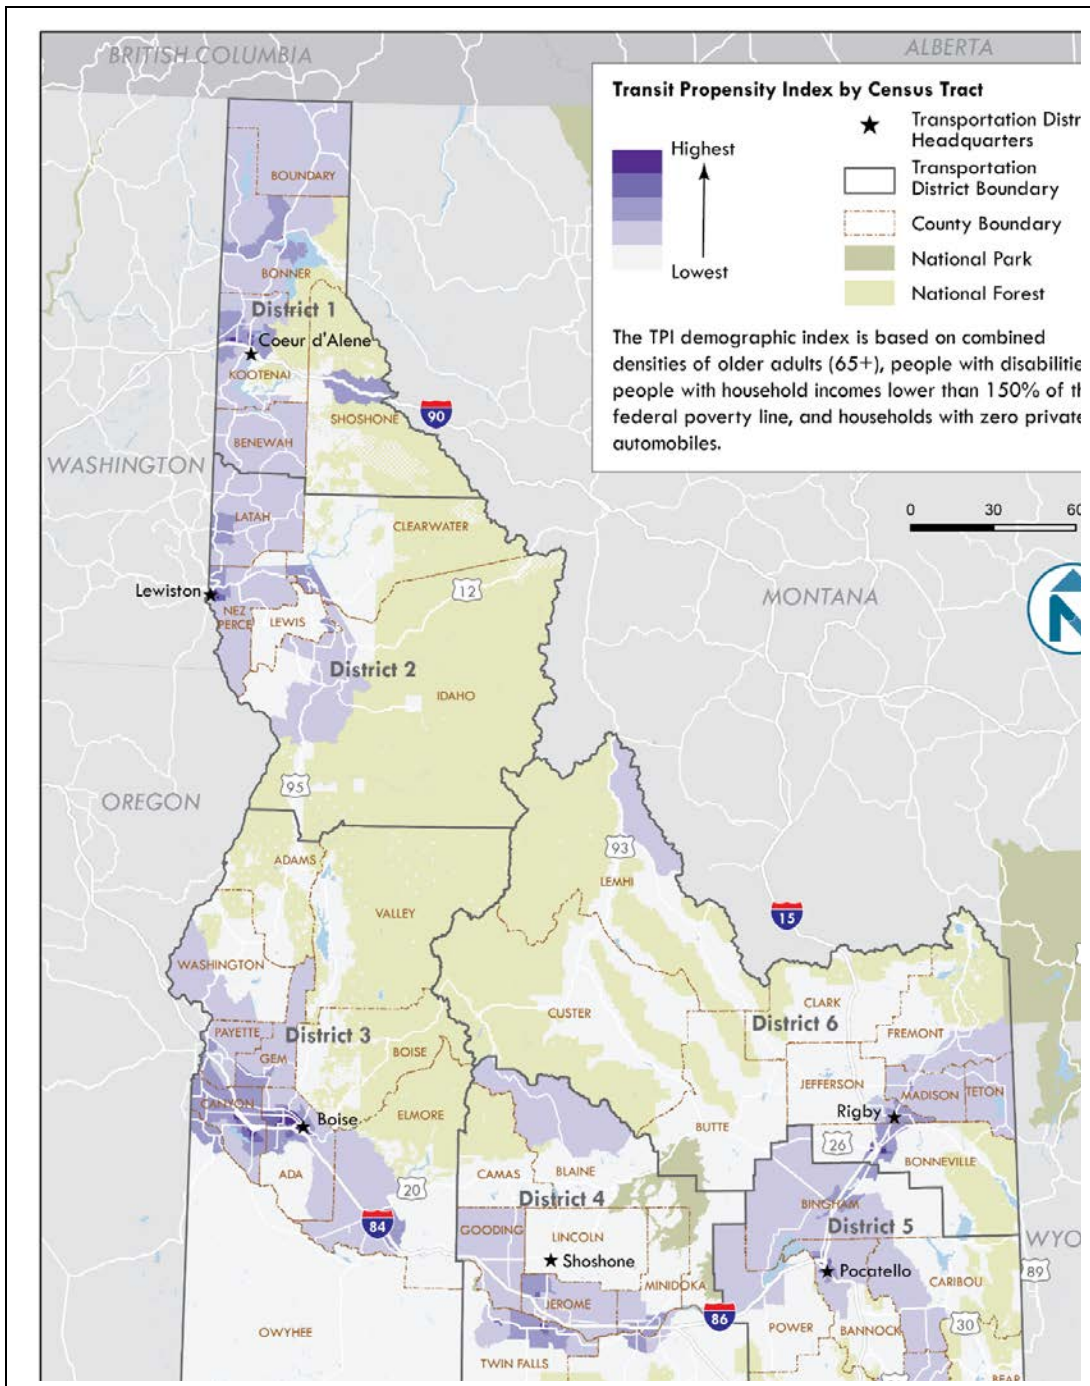 BRITISH COLUMBIA
ALBERTA
Transit Propensity Index by Census Tract
Highest
Lowest
Transportation Distr
Headquarters
Transportation
District Boundary
County Boundary
National Park
National Forest
The TPI demographic index is based on combined
densities of older adults (65+), people with disabilitie
people with household incomes lower than 150% of th
federal poverty line, and households with zero private
automobiles.
0 30 60
N
BOUNDARY
BONNER
District 1
Coeur d'Alene
KOOTENAI
SHOSHONE
90
BENEWAH
WASHINGTON
LATAH
CLEARWATER
Lewiston
12
MONTANA
NEZ
PERCE
LEWIS
District 2
IDAHO
95
OREGON
93
ADAMS
LEMHI
VALLEY
15
WASHINGTON
CLARK
CUSTER
District 6
FREMONT
PAYETTE
District 3
GEM
BOISE
JEFFERSON
MADISON
TETON
CANYON
ELMORE
Rigby
Boise
BUTTE
26
BONNEVILLE
ADA
CAMAS
BLAINE
20
District 4
BINGHAM
District 5
84
GOODING
LINCOLN
WYO
Shoshone
Pocatello
89
MINIDOKA
CARIBOU
JEROME
86
30
OWYHEE
POWER
BANNOCK
TWIN FALLS
BEAR